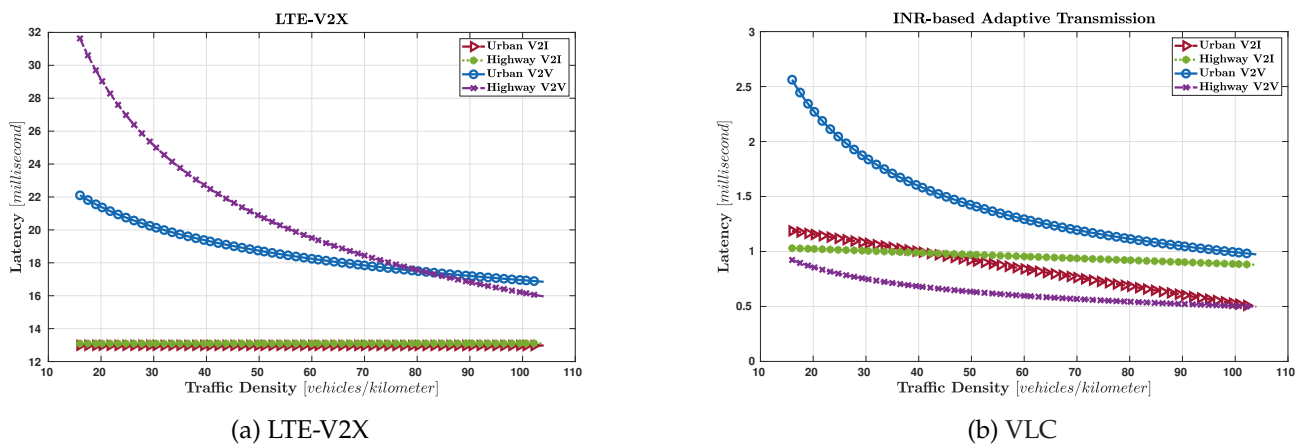 LTE-V2X
32
30
28
26
24
22
20
18
16
14
12
Latency [millisecond]
Urban V2I
Highway V2I
Urban V2V
Highway V2V
10 20 30 40 50 60 70 80 90 100 110
Traffic Density [vehicles/kilometer]
(a) LTE-V2X
INR-based Adaptive Transmission
3
2.5
2
1.5
1
0.5
0
Latency [millisecond]
Urban V2I
Highway V2I
Urban V2V
Highway V2V
10 20 30 40 50 60 70 80 90 100 110
Traffic Density [vehicles/kilometer]
(b) VLC